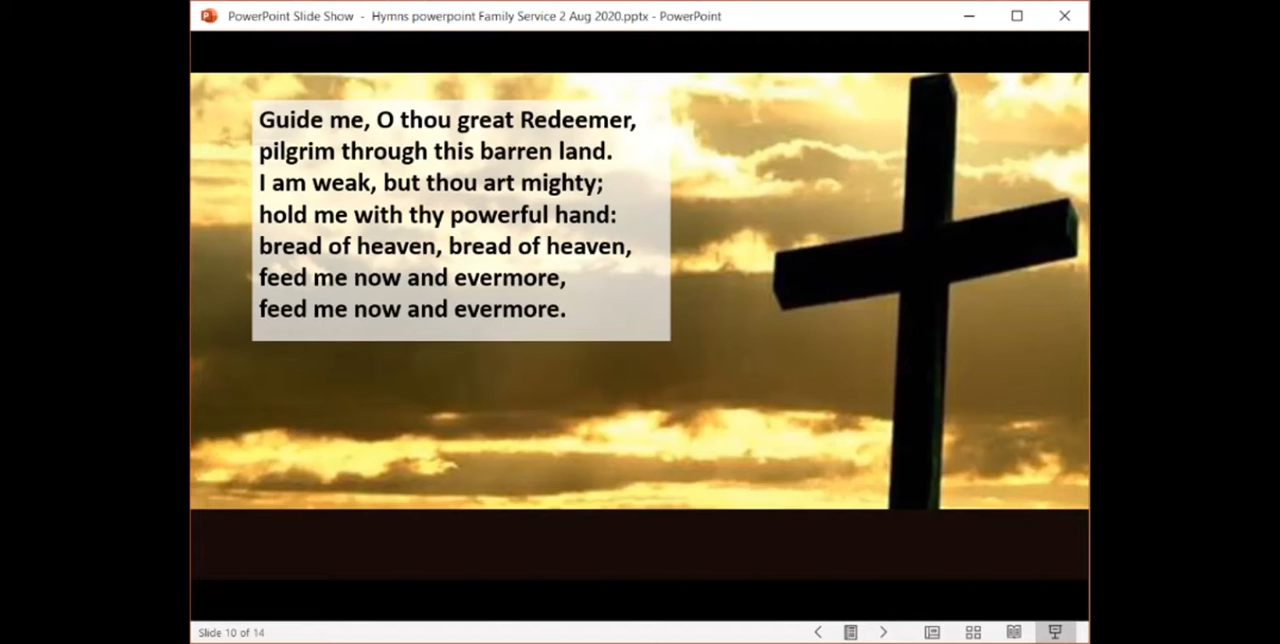 PowerPoint Slide Show - Hymns powerpoint Family Service 2 Aug 2020.pptx - PowerPoint
Guide me, O thou great Redeemer,
pilgrim through this barren land.
I am weak, but thou art mighty;
hold me with thy powerful hand:
bread of heaven, bread of heaven,
feed me now and evermore,
feed me now and evermore.
Slide 10 of 14